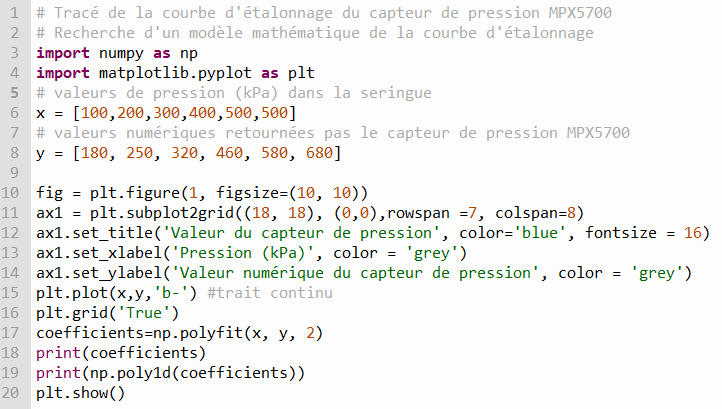 1 # Tracé de la courbe d'étalonnage du capteur de pression MPX5700
2 # Recherche d'un modèle mathématique de la courbe d'étalonnage
3 import numpy as np
4 import matplotlib.pyplot as plt
5 # valeurs de pression (kPa) dans la seringue
6 x = [100,200,300,400,500,500]
7 # valeurs numériques retournées pas le capteur de pression MPX5700
8 y = [180, 250, 320, 460, 580, 680]
9
10 fig = plt.figure(1, figsize=(10, 10))
11 ax1 = plt.subplot2grid((18, 18), (0,0),rowspan =7, colspan=8)
12 ax1.set_title('Valeur du capteur de pression', color='blue', fontsize = 16)
13 ax1.set_xlabel('Pression (kPa)', color = 'grey')
14 ax1.set_ylabel('Valeur numérique du capteur de pression', color = 'grey')
15 plt.plot(x,y,'b-') #trait continu
16 plt.grid('True')
17 coefficients=np.polyfit(x, y, 2)
18 print(coefficients)
19 print(np.poly1d(coefficients))
20 plt.show()